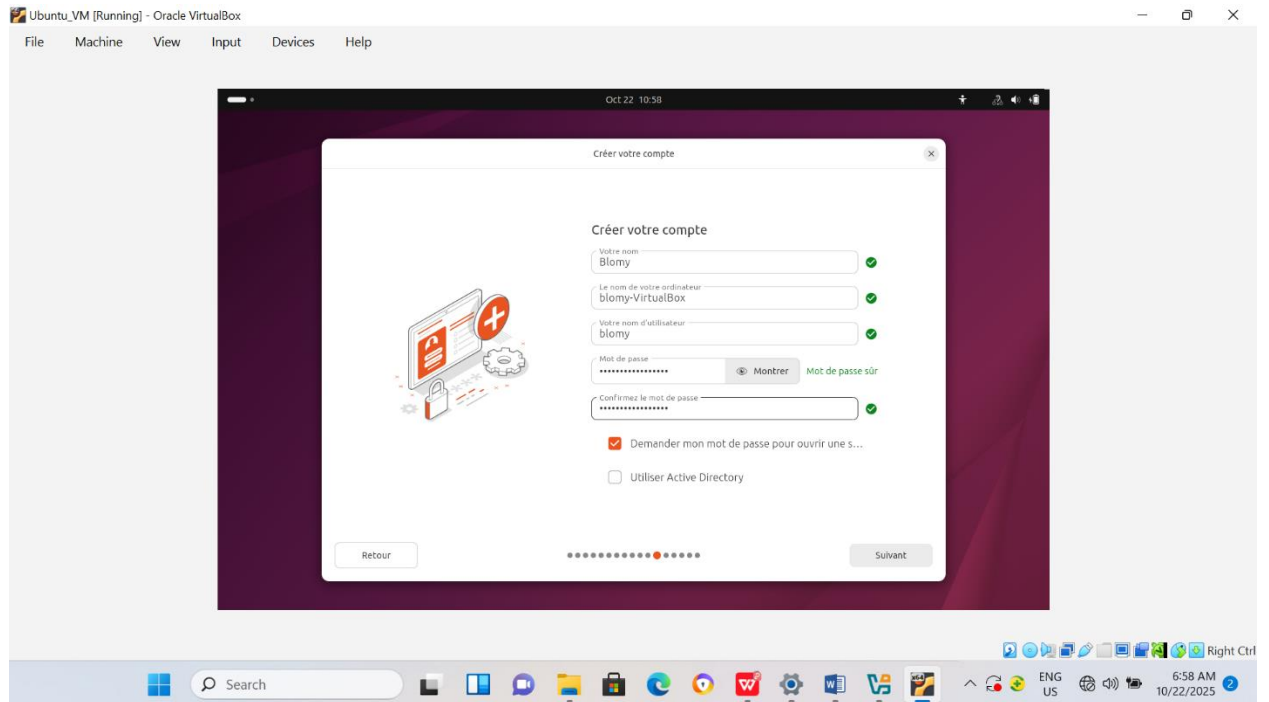 Ubuntu_VM [Running] - Oracle VirtualBox
File Machine View Input Devices Help
Oct 22 10:58
Créer votre compte
Créer votre compte
Votre nom
Blomy
Le nom de votre ordinateur
blomy-VirtualBox
Votre nom d'utilisateur
blomy
Mot de passe
••••••••••••••••• Montrer Mot de passe sûr
Confirmez le mot de passe
•••••••••••••••••
Demander mon mot de passe pour ouvrir une s...
Utiliser Active Directory
Retour Suivant
Right Ctrl
Search
ENG 6:58 AM
US 10/22/2025 2